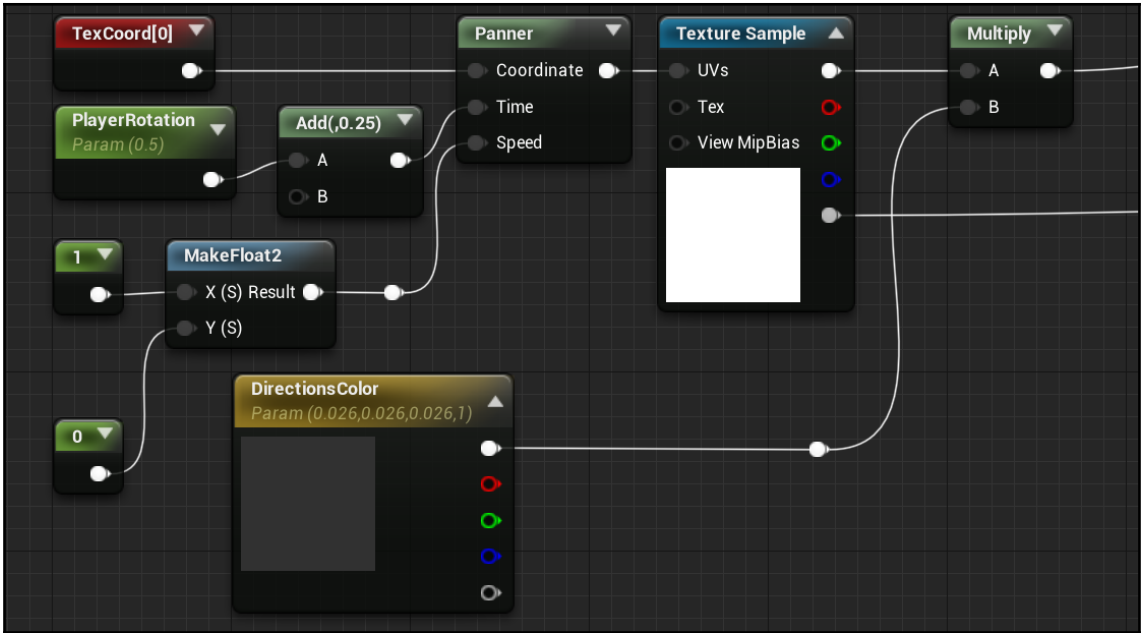 TexCoord[0]
PlayerRotation
Param (0.5)
Add(,0.25)
A
B
Panner
Coordinate
Time
Speed
Texture Sample
UVs
Tex
View MipBias
Multiply
A
B
1
MakeFloat2
X (S) Result
Y (S)
0
DirectionsColor
Param (0.026,0.026,0.026,1)